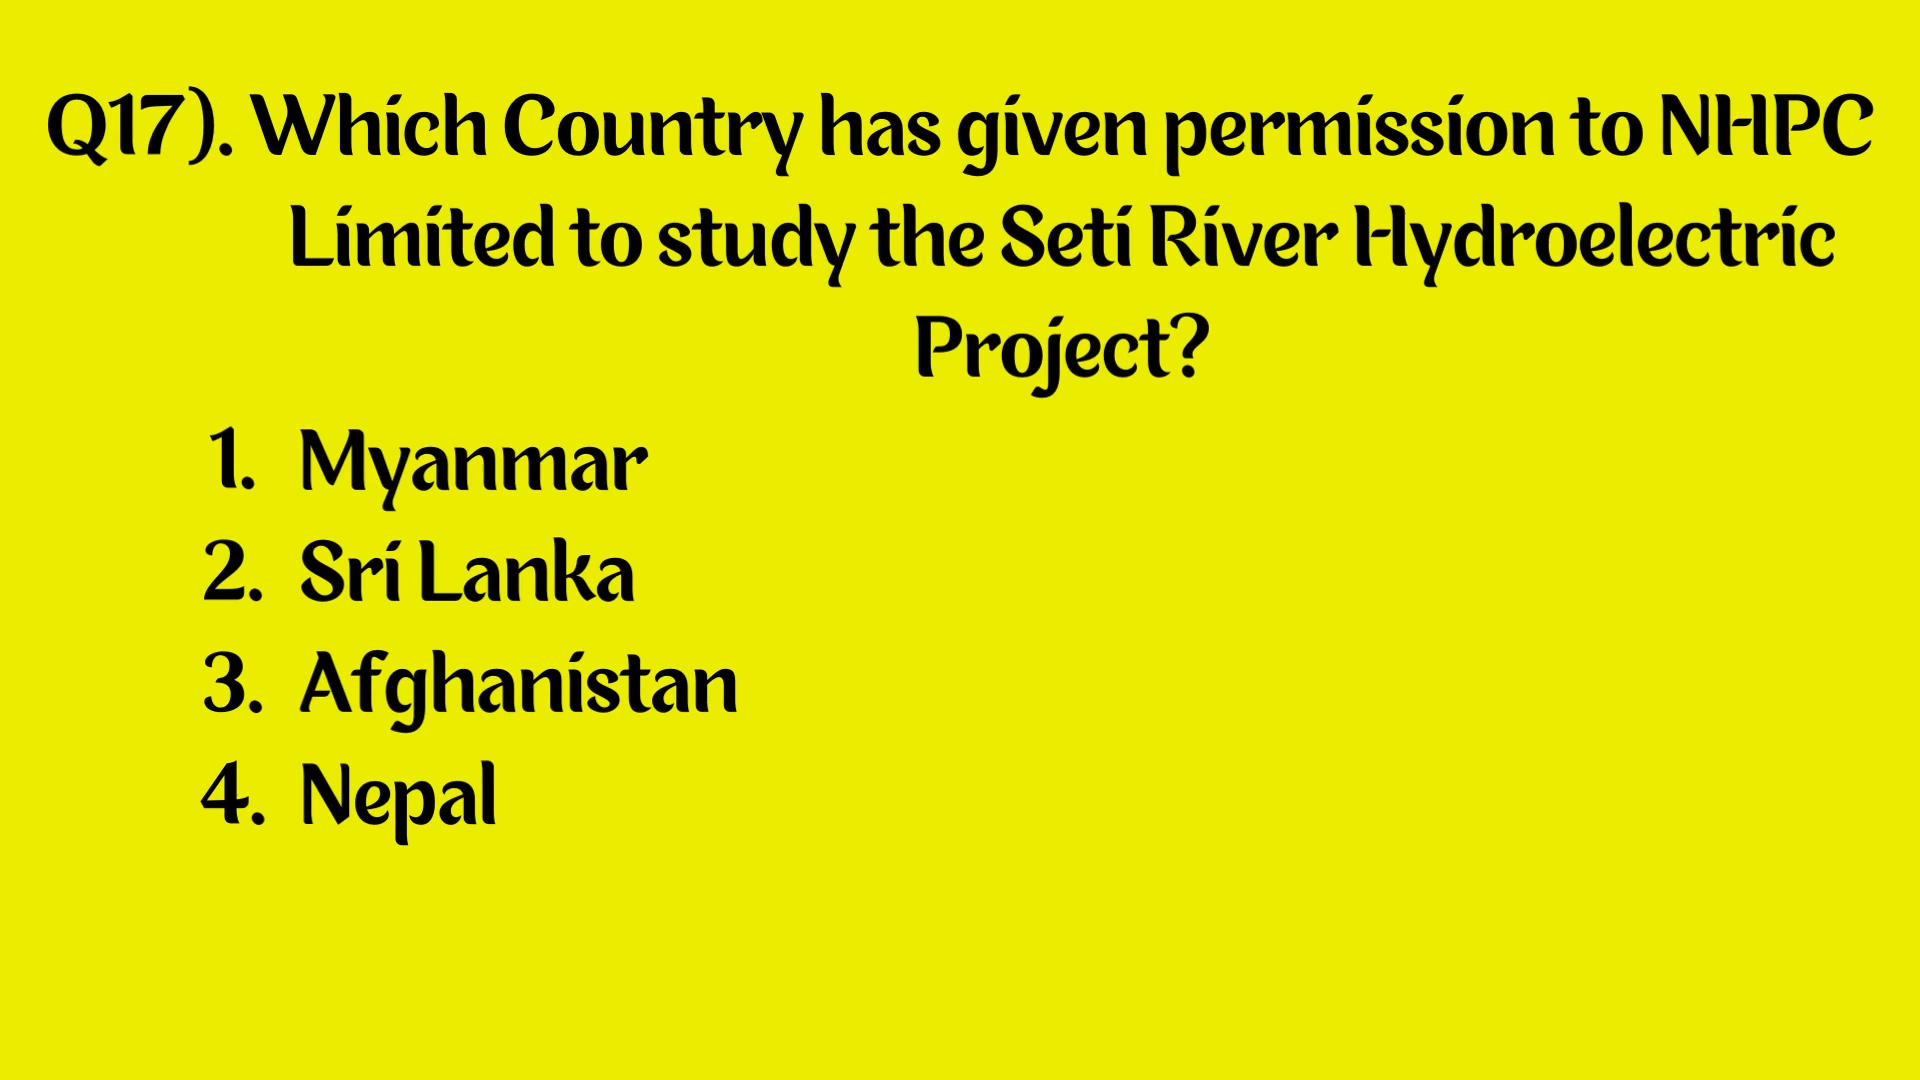 Q17). Which Country has given permission to NHPC
Limited to study the Seti River Hydroelectric
Project?
1. Myanmar
2. Sri Lanka
3. Afghanistan
4. Nepal